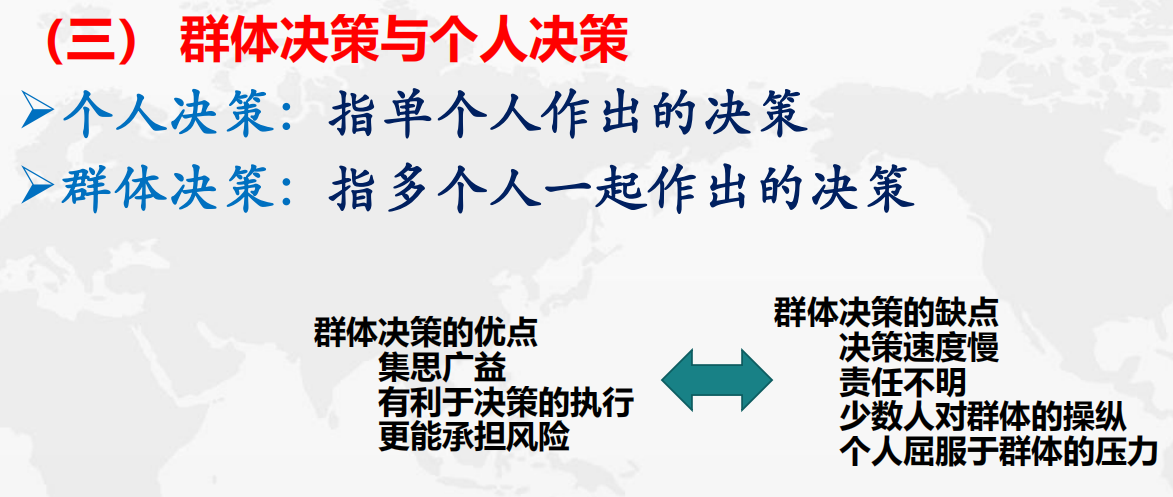 （三） 群体决策与个人决策
个人决策：指单个人作出的决策
群体决策：指多个人一起作出的决策
群体决策的优点
集思广益
有利于决策的执行
更能承担风险
群体决策的缺点
决策速度慢
责任不明
少数人对群体的操纵
个人屈服于群体的压力